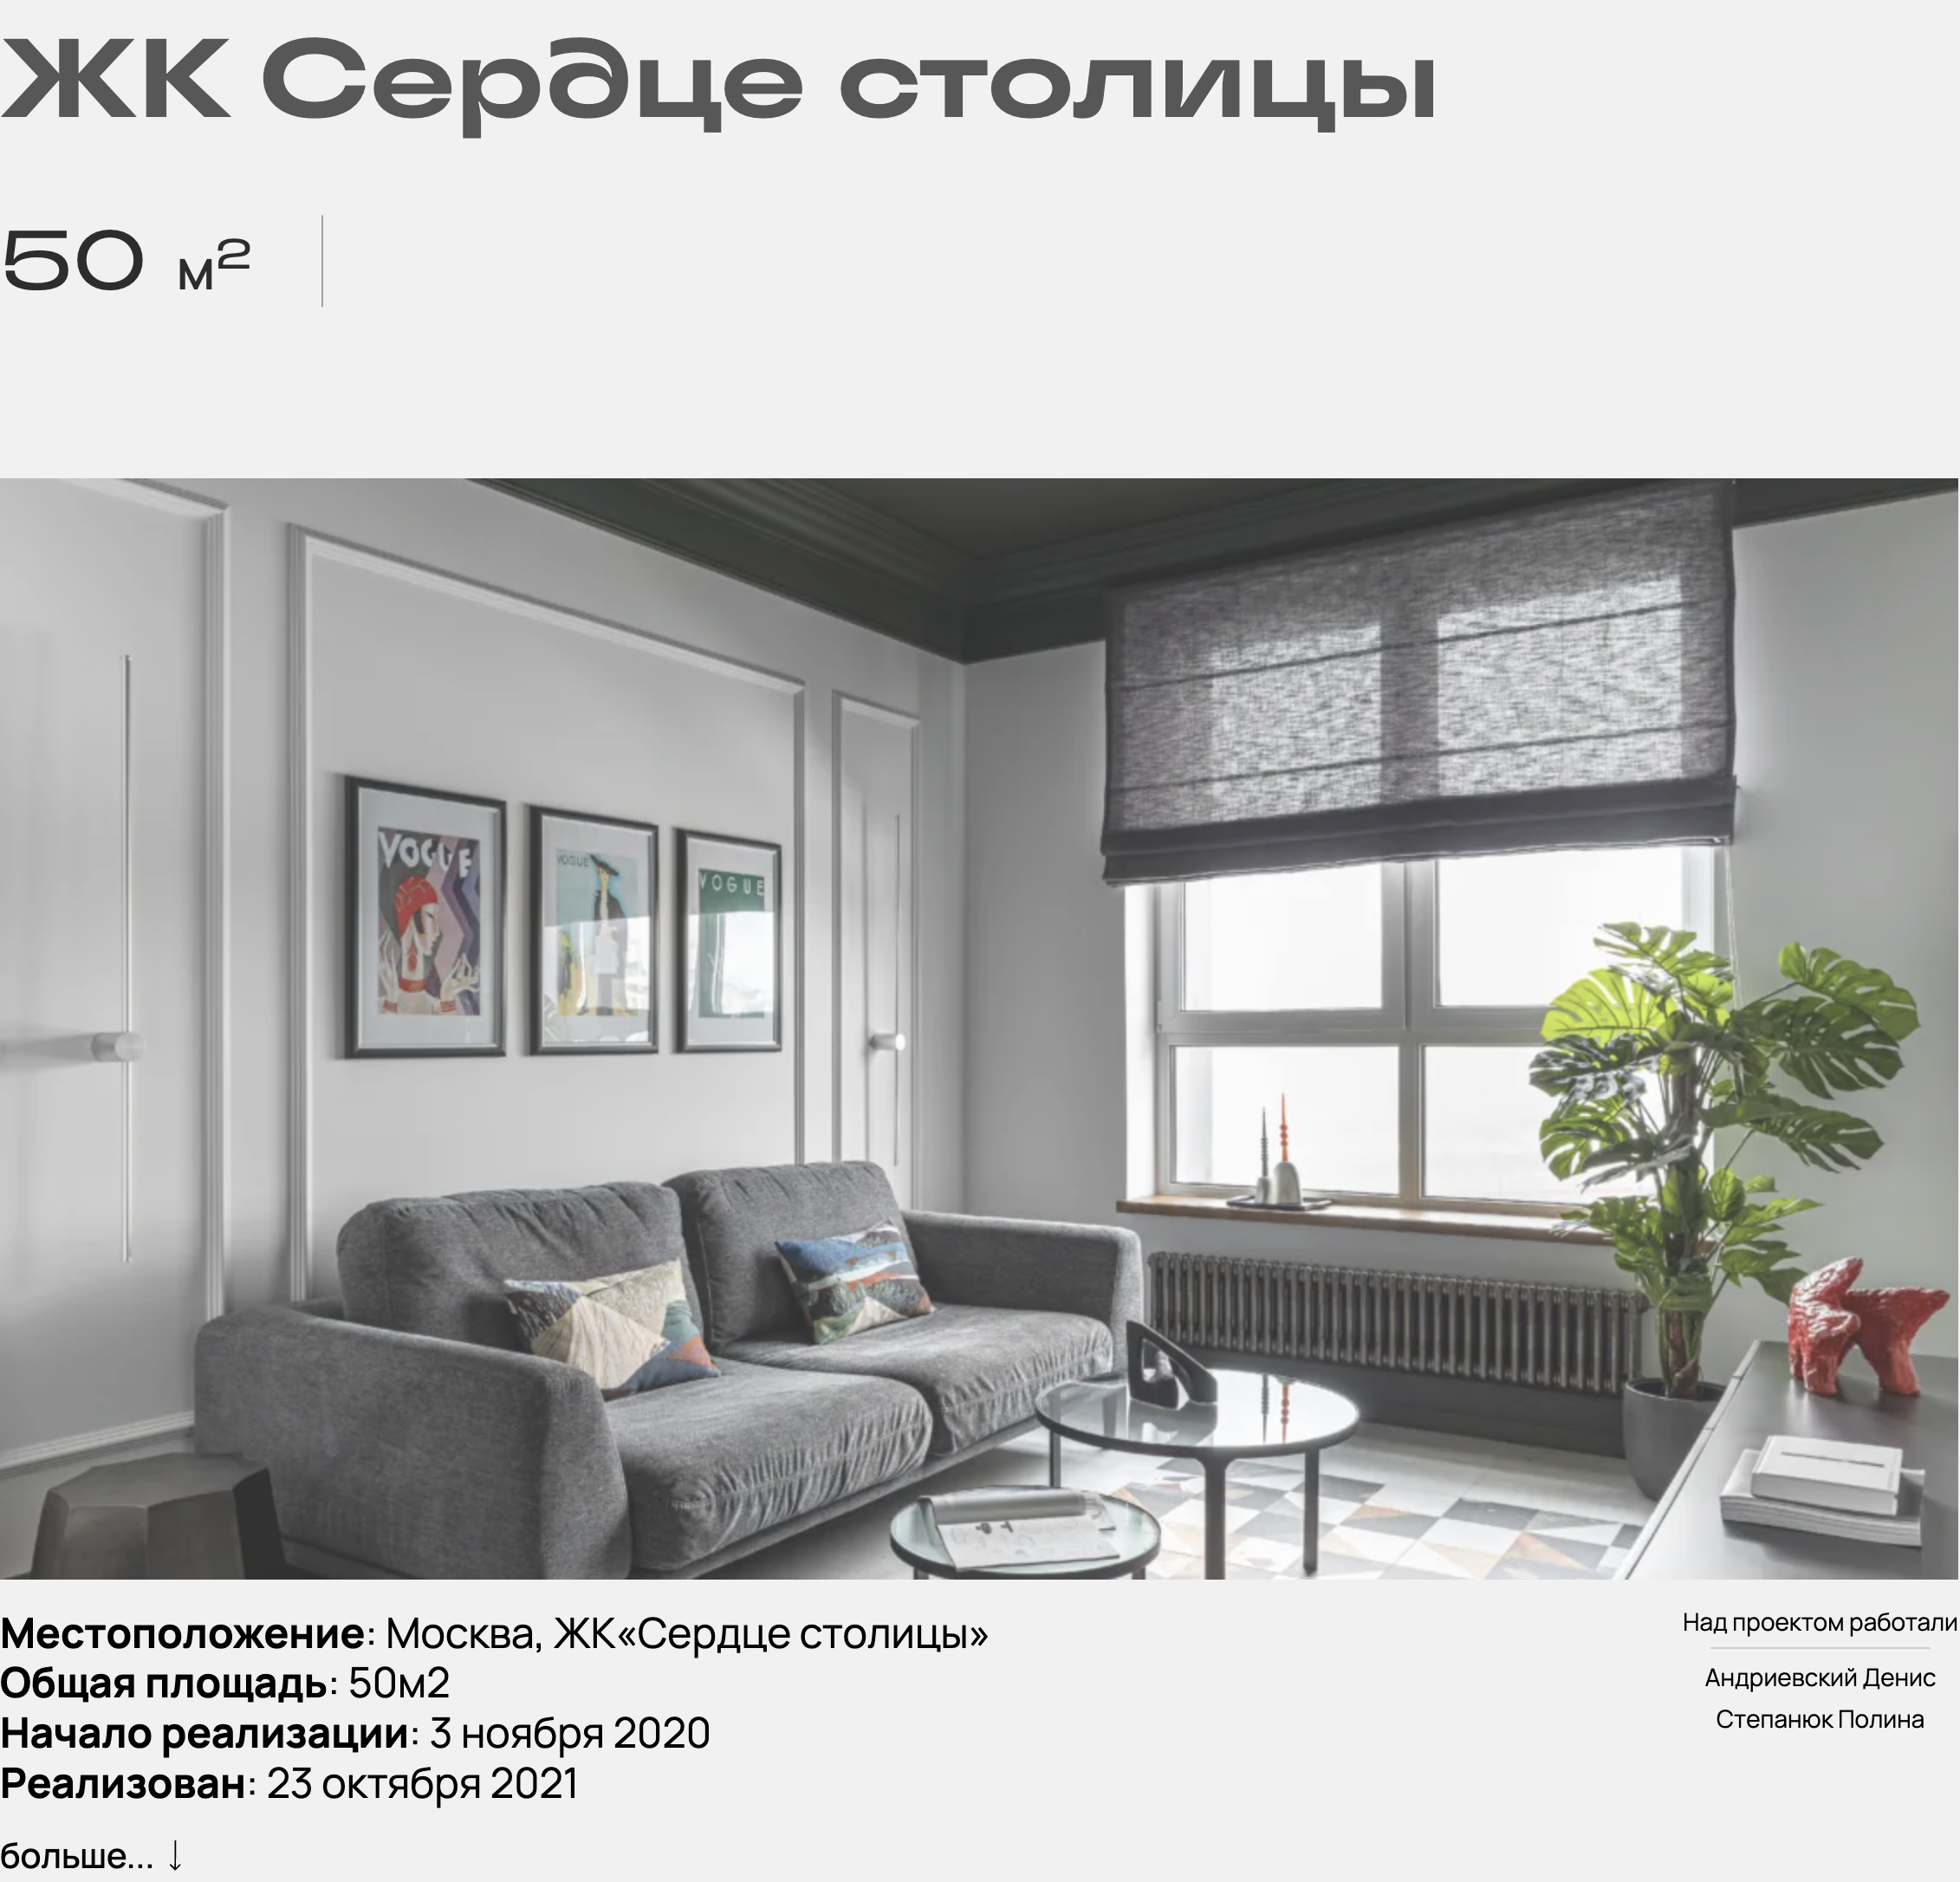 ЖК Сердце столицы
50 м²
VOGUE
VOGUE
VOGUE
Местоположение: Москва, ЖК«Сердце столицы»
Общая площадь: 50м2
Начало реализации: 3 ноября 2020
Реализован: 23 октября 2021
больше... ↓
Над проектом работали
Андриевский Денис
Степанюк Полина